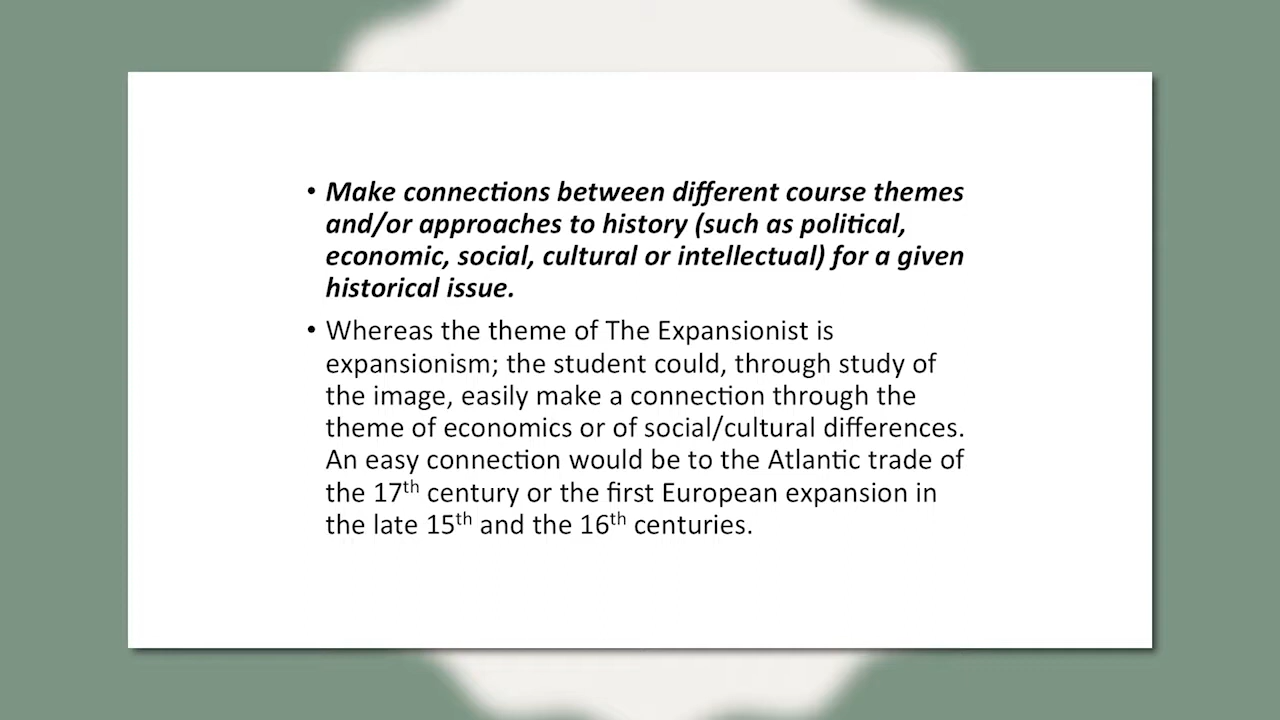 • Make connections between different course themes
and/or approaches to history (such as political,
economic, social, cultural or intellectual) for a given
historical issue.
• Whereas the theme of The Expansionist is
expansionism; the student could, through study of
the image, easily make a connection through the
theme of economics or of social/cultural differences.
An easy connection would be to the Atlantic trade of
the 17th century or the first European expansion in
the late 15th and the 16th centuries.